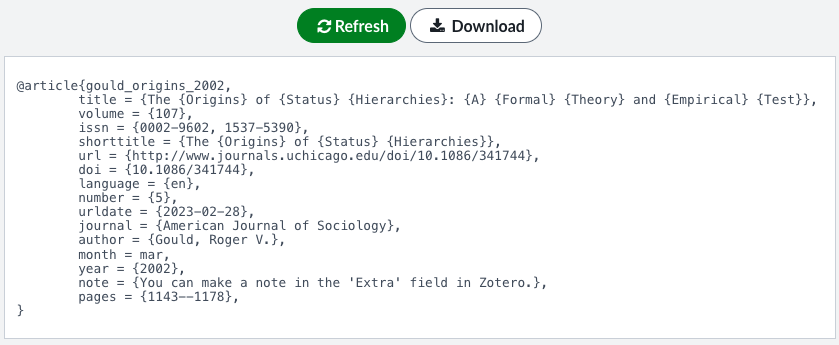 Refresh Download
@article{gould_origins_2002,
title = {The {Origins} of {Status} {Hierarchies}: {A} {Formal} {Theory} and {Empirical} {Test}},
volume = {107},
issn = {0002-9602, 1537-5390},
shorttitle = {The {Origins} of {Status} {Hierarchies}},
url = {http://www.journals.uchicago.edu/doi/10.1086/341744},
doi = {10.1086/341744},
language = {en},
number = {5},
urldate = {2023-02-28},
journal = {American Journal of Sociology},
author = {Gould, Roger V.},
month = mar,
year = {2002},
note = {You can make a note in the 'Extra' field in Zotero.},
pages = {1143--1178},
}